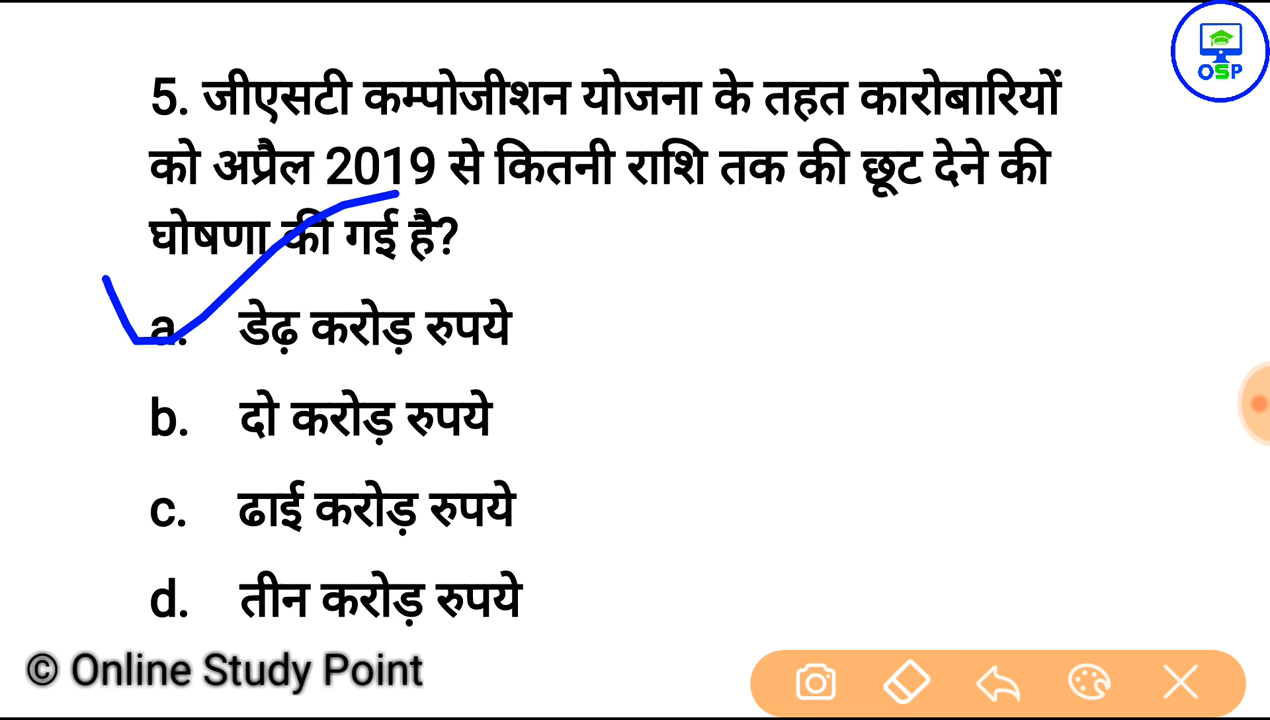 OSP
5. जीएसटी कम्पोजीशन योजना के तहत कारोबारियों
को अप्रैल 2019 से कितनी राशि तक की छूट देने की
घोषणा की गई है?
a. डेढ़ करोड़ रुपये
b. दो करोड़ रुपये
c. ढाई करोड़ रुपये
d. तीन करोड़ रुपये
© Online Study Point